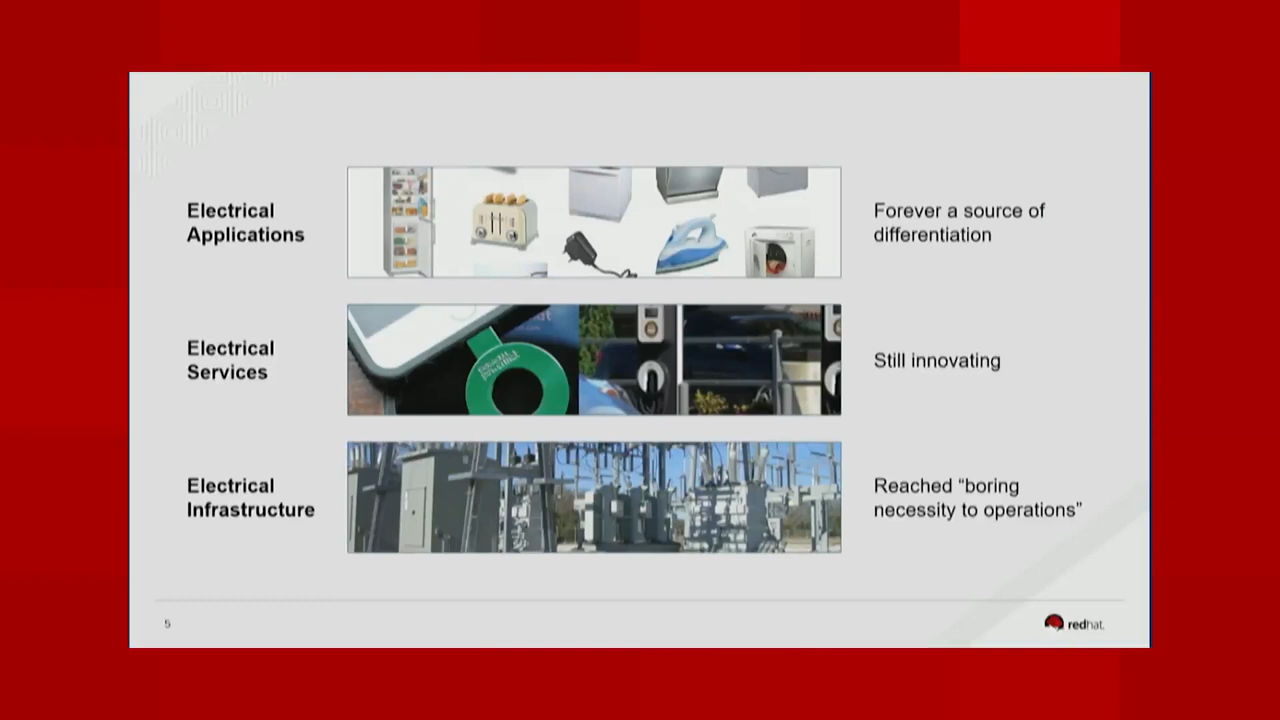 Electrical
Applications
Forever a source of
differentiation
Electrical
Services
Still innovating
Electrical
Infrastructure
Reached “boring
necessity to operations”
5
redhat.